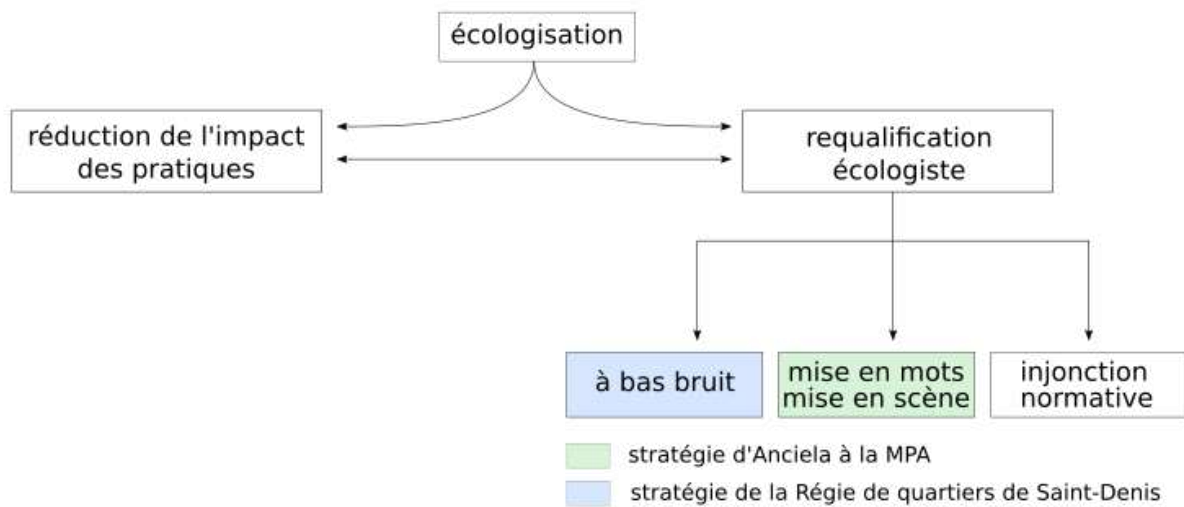 écologisation
réduction de l'impact
des pratiques
requalification
écologiste
à bas bruit
mise en mots
mise en scène
injonction
normative
stratégie d'Anciela à la MPA
stratégie de la Régie de quartiers de Saint-Denis